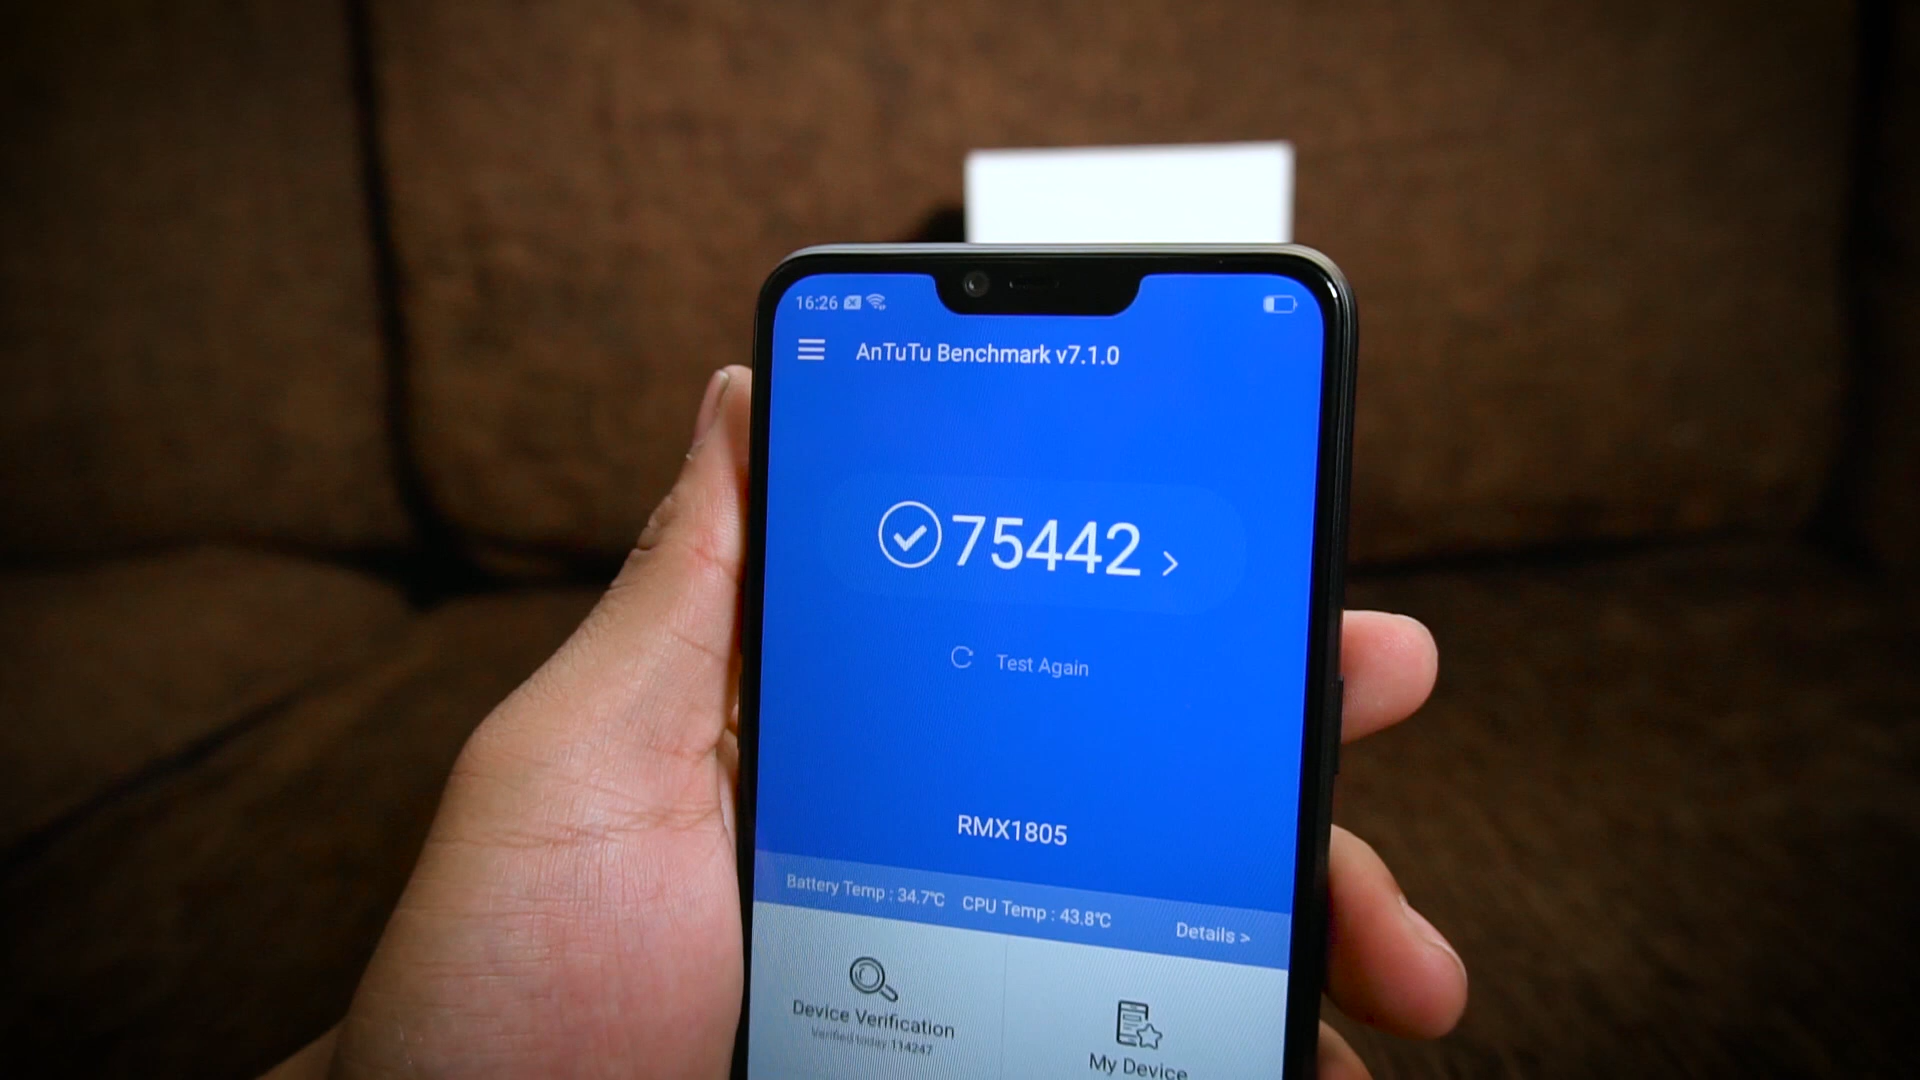 16:26
AnTuTu Benchmark v7.1.0
75442 >
Test Again
RMX1805
Battery Temp : 34.7℃ CPU Temp : 43.8℃ Details >
Device Verification
Verified today 114247
My Device